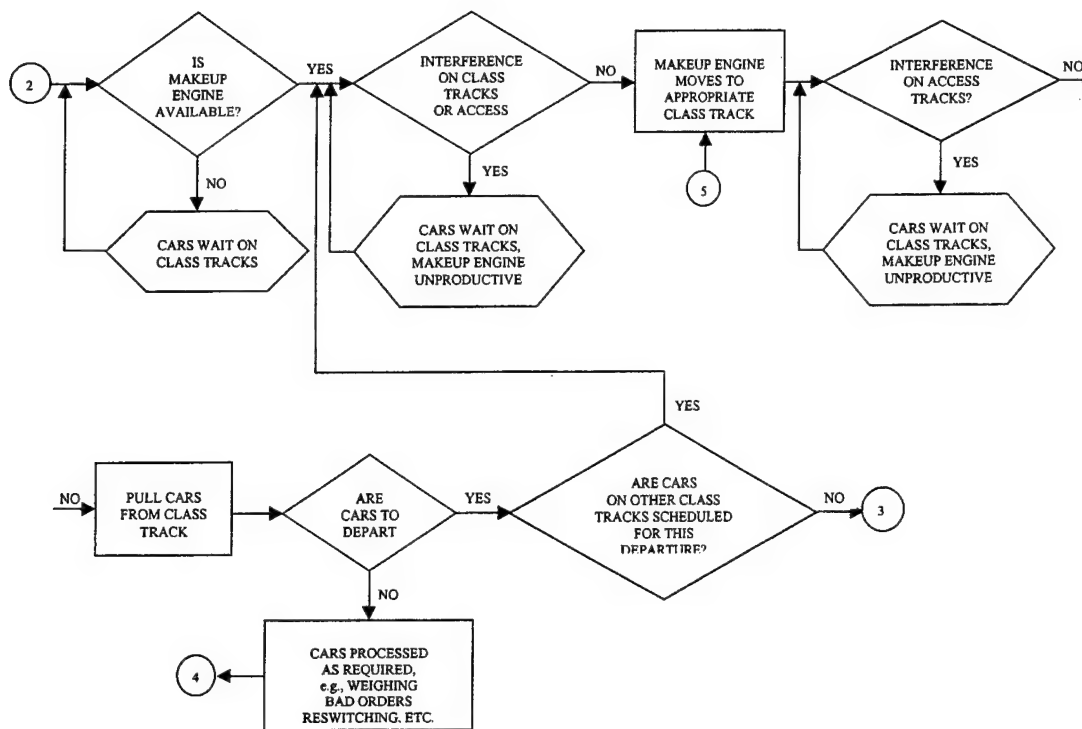 2
IS
MAKEUP
ENGINE
AVAILABLE?
YES
NO
CARS WAIT ON
CLASS TRACKS
INTERFERENCE
ON CLASS
TRACKS
OR ACCESS
NO
YES
CARS WAIT ON
CLASS TRACKS,
MAKEUP ENGINE
UNPRODUCTIVE
MAKEUP ENGINE
MOVES TO
APPROPRIATE
CLASS TRACK
5
INTERFERENCE
ON ACCESS
TRACKS?
NO
YES
CARS WAIT ON
CLASS TRACKS,
MAKEUP ENGINE
UNPRODUCTIVE
NO
PULL CARS
FROM CLASS
TRACK
ARE
CARS TO
DEPART
YES
NO
CARS PROCESSED
AS REQUIRED,
e.g., WEIGHING
BAD ORDERS
RESWITCHING. ETC.
4
YES
ARE CARS
ON OTHER CLASS
TRACKS SCHEDULED
FOR THIS
DEPARTURE?
NO
3